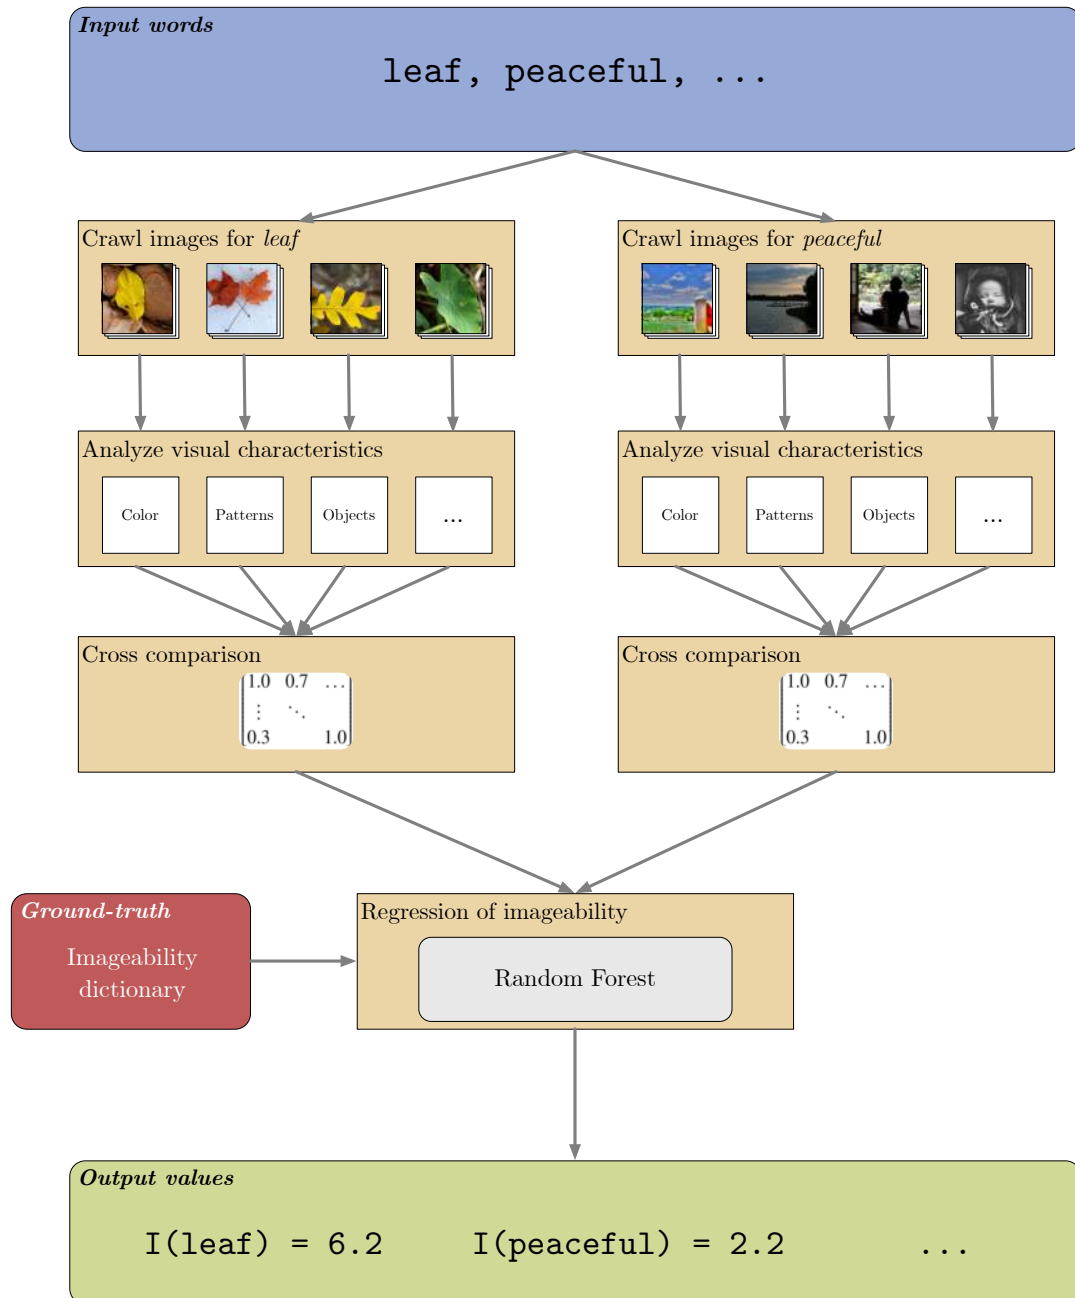 Input words
leaf, peaceful, ...
Crawl images for leaf
Crawl images for peaceful
Analyze visual characteristics
Color Patterns Objects ...
Analyze visual characteristics
Color Patterns Objects ...
Cross comparison
1.0 0.7 ...
⋮ ⋱
0.3 1.0
Cross comparison
1.0 0.7 ...
⋮ ⋱
0.3 1.0
Ground-truth
Imageability
dictionary
Regression of imageability
Random Forest
Output values
I(leaf) = 6.2 I(peaceful) = 2.2 ...